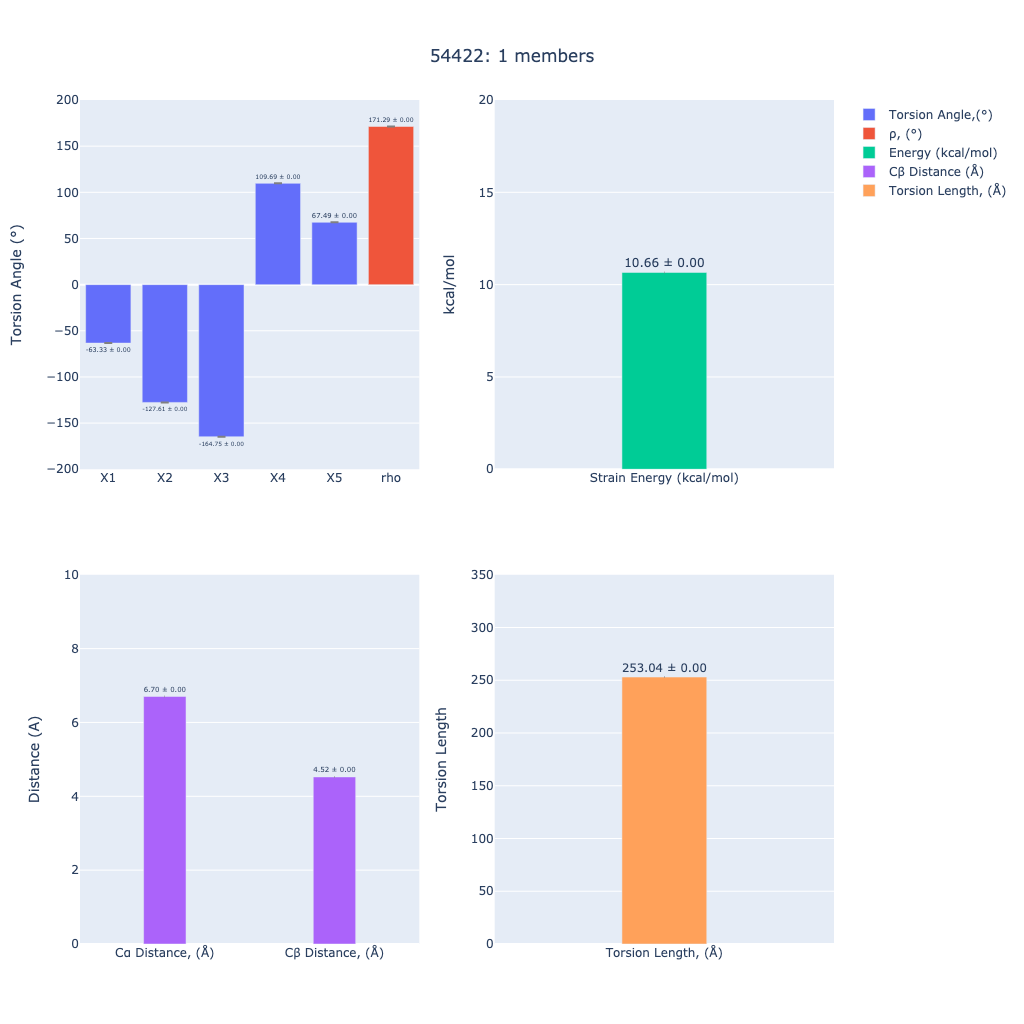 54422: 1 members
Torsion Angle (°)
200
150
100
50
0
−50
−100
−150
−200
-63.33 ± 0.00
-127.61 ± 0.00
-164.75 ± 0.00
109.69 ± 0.00
67.49 ± 0.00
171.29 ± 0.00
X1 X2 X3 X4 X5 rho
kcal/mol
20
15
10
5
0
10.66 ± 0.00
Strain Energy (kcal/mol)
Torsion Angle,(°)
ρ, (°)
Energy (kcal/mol)
Cβ Distance (Å)
Torsion Length, (Å)
Distance (A)
10
8
6
4
2
0
6.70 ± 0.00
4.52 ± 0.00
Cα Distance, (Å) Cβ Distance, (Å)
Torsion Length
350
300
250
200
150
100
50
0
253.04 ± 0.00
Torsion Length, (Å)